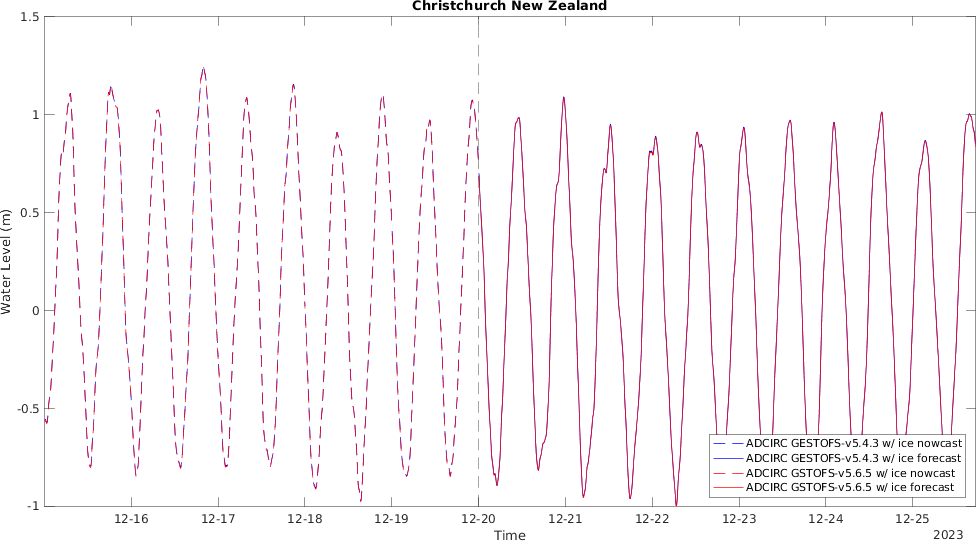 Christchurch New Zealand
1.5
1
0.5
0
-0.5
-1
Water Level (m)
ADCIRC GESTOFS-v5.4.3 w/ ice nowcast
ADCIRC GESTOFS-v5.4.3 w/ ice forecast
ADCIRC GSTOFS-v5.6.5 w/ ice nowcast
ADCIRC GSTOFS-v5.6.5 w/ ice forecast
12-16 12-17 12-18 12-19 12-20 12-21 12-22 12-23 12-24 12-25
Time
2023